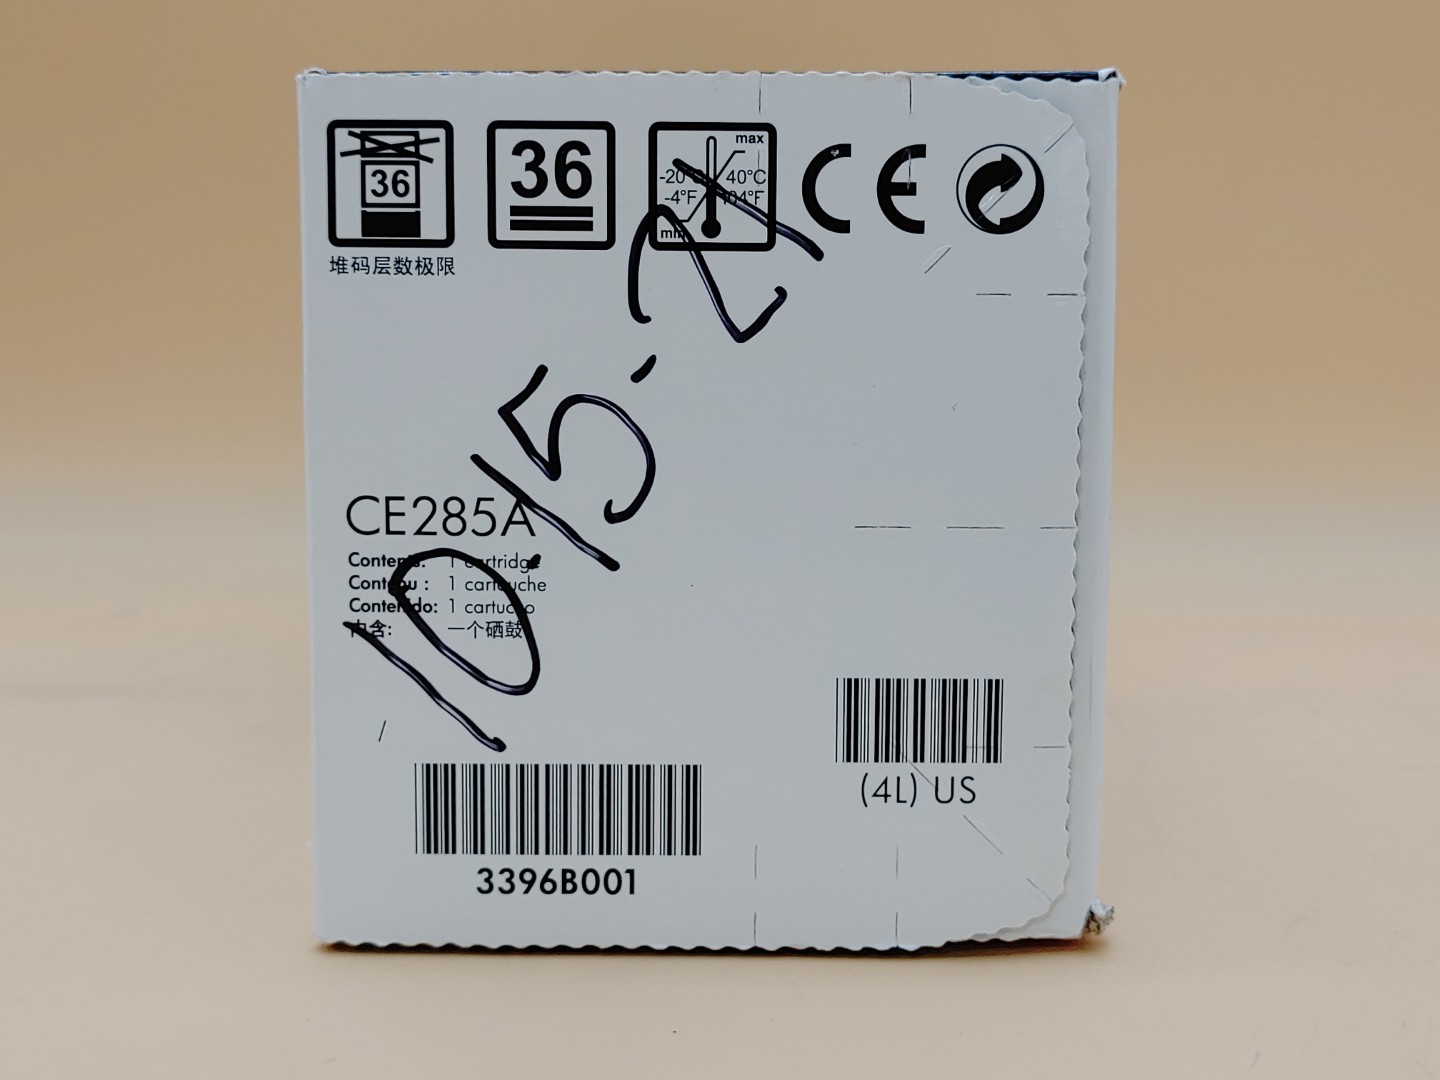 36
堆码层数极限
36
max
-20°C 40°C
-4°F 104°F
min
CE
10.15-21
CE285A
Contents: 1 cartridge
Contenu : 1 cartouche
Contenido: 1 cartucho
内含: 一个硒鼓
(4L) US
3396B001